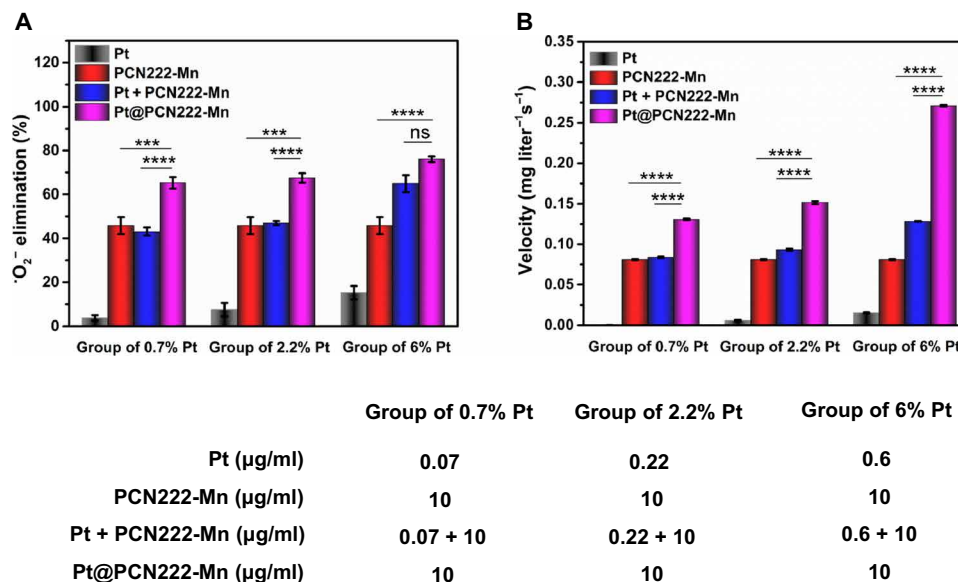 A
˙O₂⁻ elimination (%)
120
100
80
60
40
20
0
Pt
PCN222-Mn
Pt + PCN222-Mn
Pt@PCN222-Mn
***
****
***
****
****
ns
Group of 0.7% Pt Group of 2.2% Pt Group of 6% Pt
B
Velocity (mg liter⁻¹s⁻¹)
0.35
0.30
0.25
0.20
0.15
0.10
0.05
0.00
Pt
PCN222-Mn
Pt + PCN222-Mn
Pt@PCN222-Mn
****
****
****
****
****
****
Group of 0.7% Pt Group of 2.2% Pt Group of 6% Pt
Group of 0.7% Pt Group of 2.2% Pt Group of 6% Pt
Pt (µg/ml) 0.07 0.22 0.6
PCN222-Mn (µg/ml) 10 10 10
Pt + PCN222-Mn (µg/ml) 0.07 + 10 0.22 + 10 0.6 + 10
Pt@PCN222-Mn (µg/ml) 10 10 10